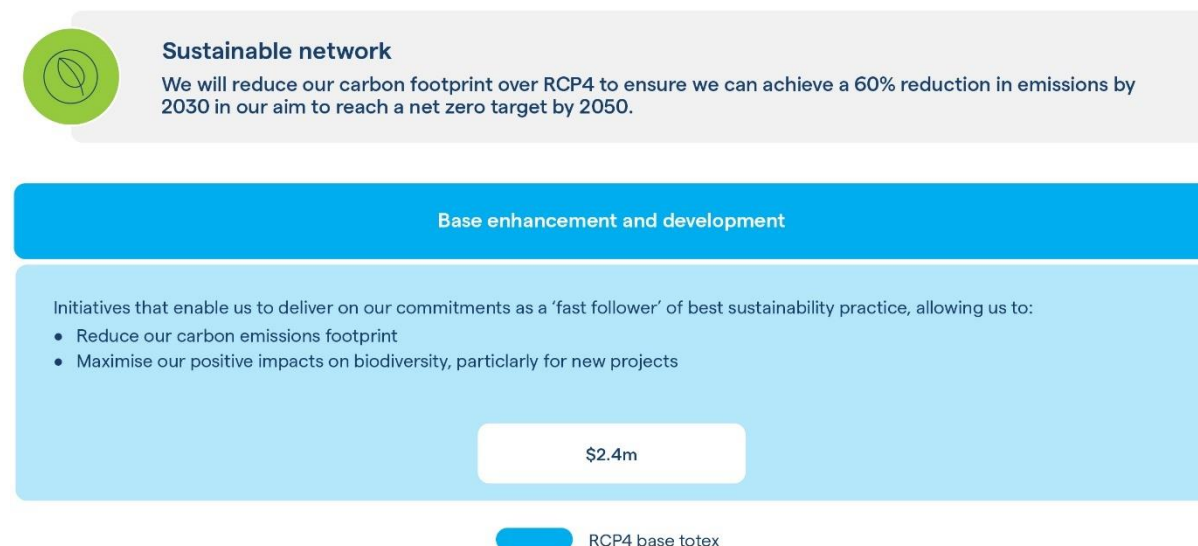 Sustainable network
We will reduce our carbon footprint over RCP4 to ensure we can achieve a 60% reduction in emissions by
2030 in our aim to reach a net zero target by 2050.
Base enhancement and development
Initiatives that enable us to deliver on our commitments as a ‘fast follower’ of best sustainability practice, allowing us to:
● Reduce our carbon emissions footprint
● Maximise our positive impacts on biodiversity, particlarly for new projects
$2.4m
RCP4 base totex